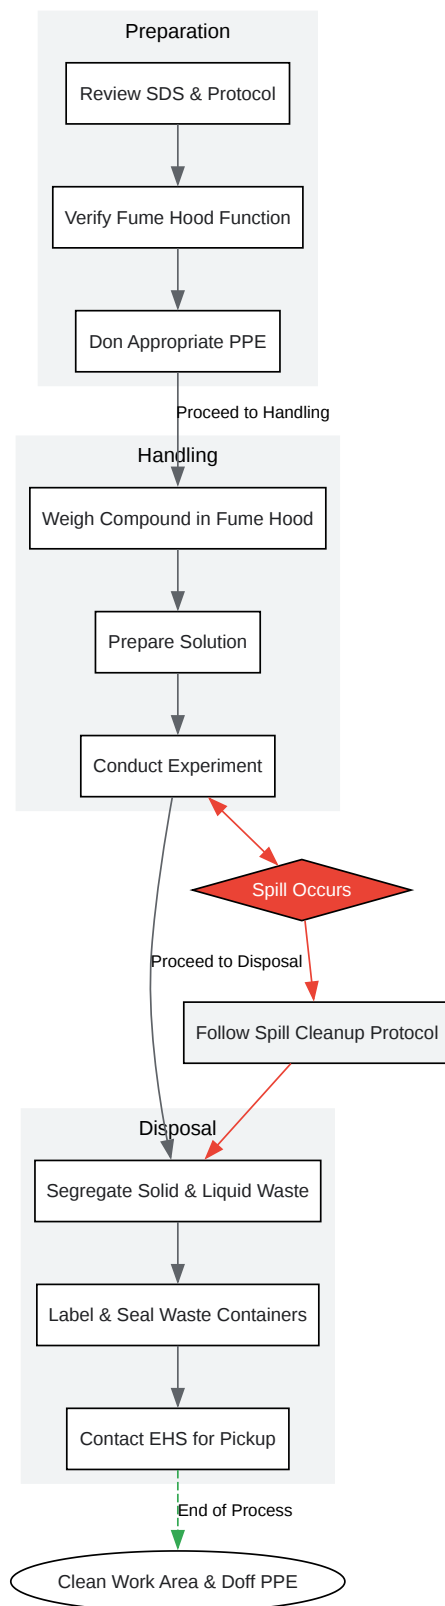 Preparation
Review SDS & Protocol
Verify Fume Hood Function
Don Appropriate PPE
Proceed to Handling
Handling
Weigh Compound in Fume Hood
Prepare Solution
Conduct Experiment
Spill Occurs
Proceed to Disposal
Follow Spill Cleanup Protocol
Disposal
Segregate Solid & Liquid Waste
Label & Seal Waste Containers
Contact EHS for Pickup
End of Process
Clean Work Area & Doff PPE